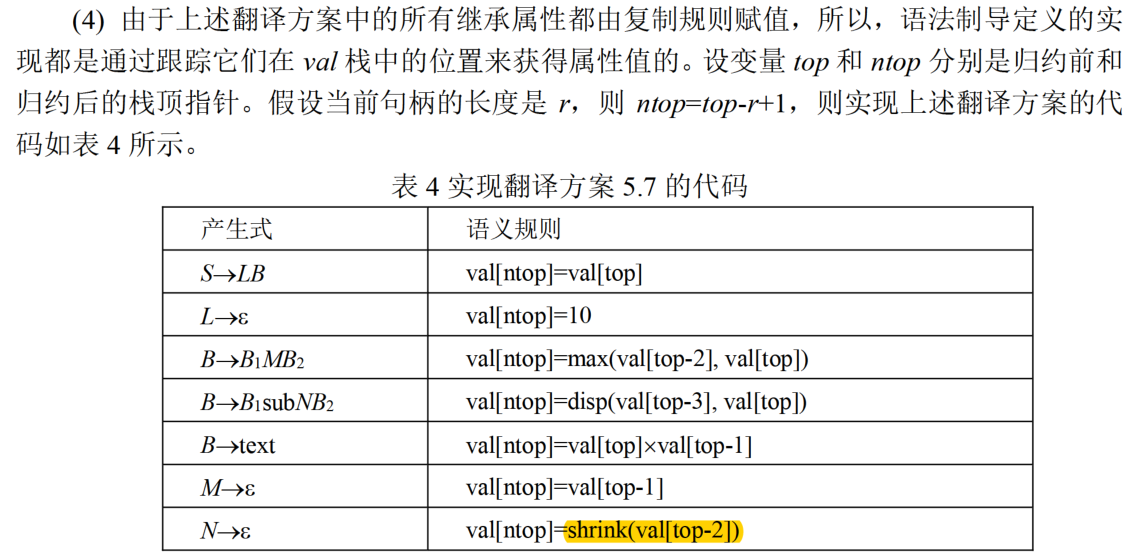 (4) 由于上述翻译方案中的所有继承属性都由复制规则赋值，所以，语法制导定义的实
现都是通过跟踪它们在 val 栈中的位置来获得属性值的。设变量 top 和 ntop 分别是归约前和
归约后的栈顶指针。假设当前句柄的长度是 r，则 ntop=top-r+1，则实现上述翻译方案的代
码如表 4 所示。
表 4 实现翻译方案 5.7 的代码
产生式 语义规则
S→LB val[ntop]=val[top]
L→ε val[ntop]=10
B→B₁MB₂ val[ntop]=max(val[top-2], val[top])
B→B₁subNB₂ val[ntop]=disp(val[top-3], val[top])
B→text val[ntop]=val[top]×val[top-1]
M→ε val[ntop]=val[top-1]
N→ε val[ntop]=shrink(val[top-2])